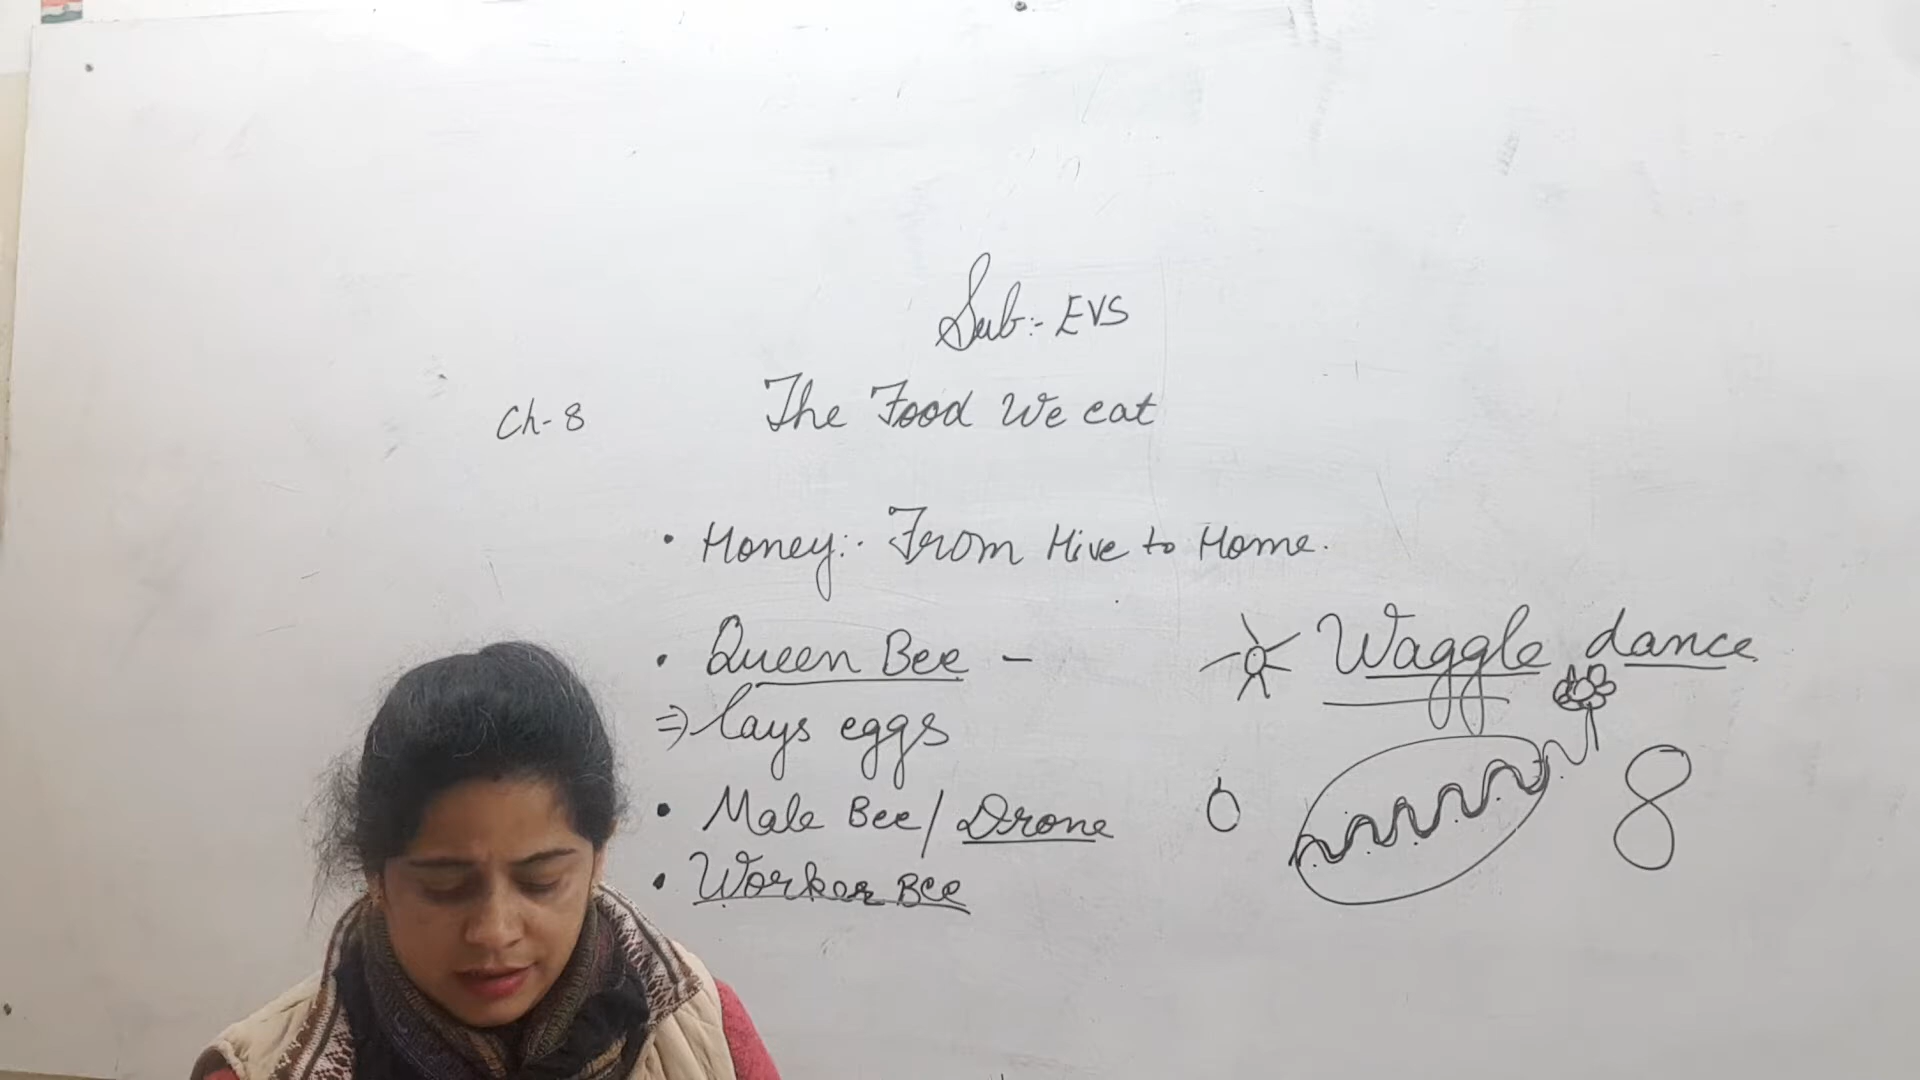 Sub:- EVS
Ch-8 The Food We eat
• Honey:- From Hive to Home.
• Queen Bee -
⇒ lays eggs
• Male Bee/Drone
• Worker Bee
Waggle dance
8